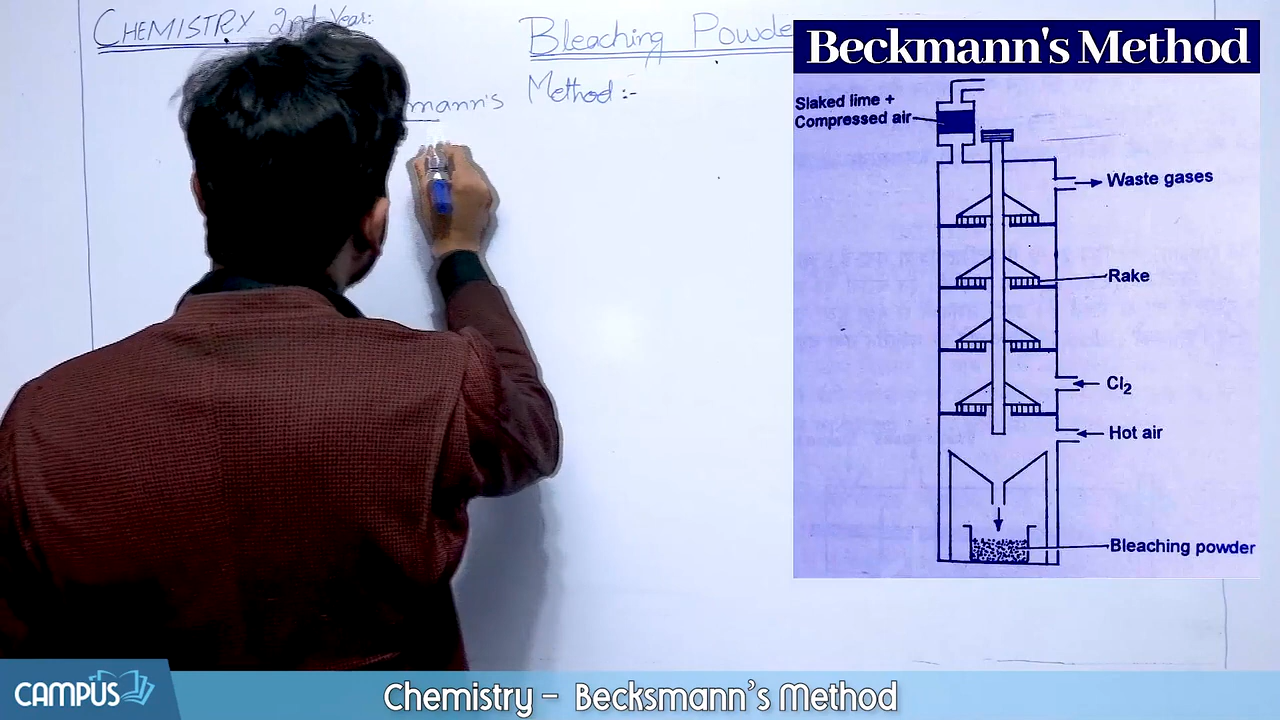 CHEMISTRY 2nd Year:
Bleaching Powde
mann's Method :-
Beckmann's Method
Slaked lime +
Compressed air
Waste gases
Rake
Cl₂
Hot air
Bleaching powder
CAMPUS
Chemistry – Becksmann's Method